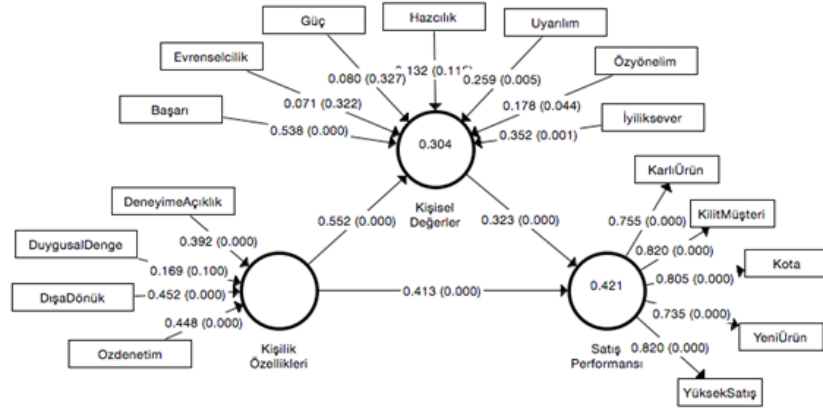 Güç
Hazcılık
Uyarılım
Evrenselcilik
Özyönelim
Başarı
İyiliksever
0.080 (0.327)
0.259 (0.005)
0.071 (0.322)
0.178 (0.044)
0.538 (0.000)
0.352 (0.001)
0.304
Kişisel
Değerler
DeneyimeAçıklık
0.392 (0.000)
DuygusalDenge
0.169 (0.100)
DışaDönük
0.452 (0.000)
0.448 (0.000)
Ozdenetim
Kişilik
Özellikleri
0.552 (0.000)
0.323 (0.000)
0.413 (0.000)
0.421
Satış
Performansı
KarlıÜrün
0.755 (0.000)
KilitMüşteri
0.820 (0.000)
Kota
0.805 (0.000)
0.735 (0.000)
YeniÜrün
0.820 (0.000)
YüksekSatış